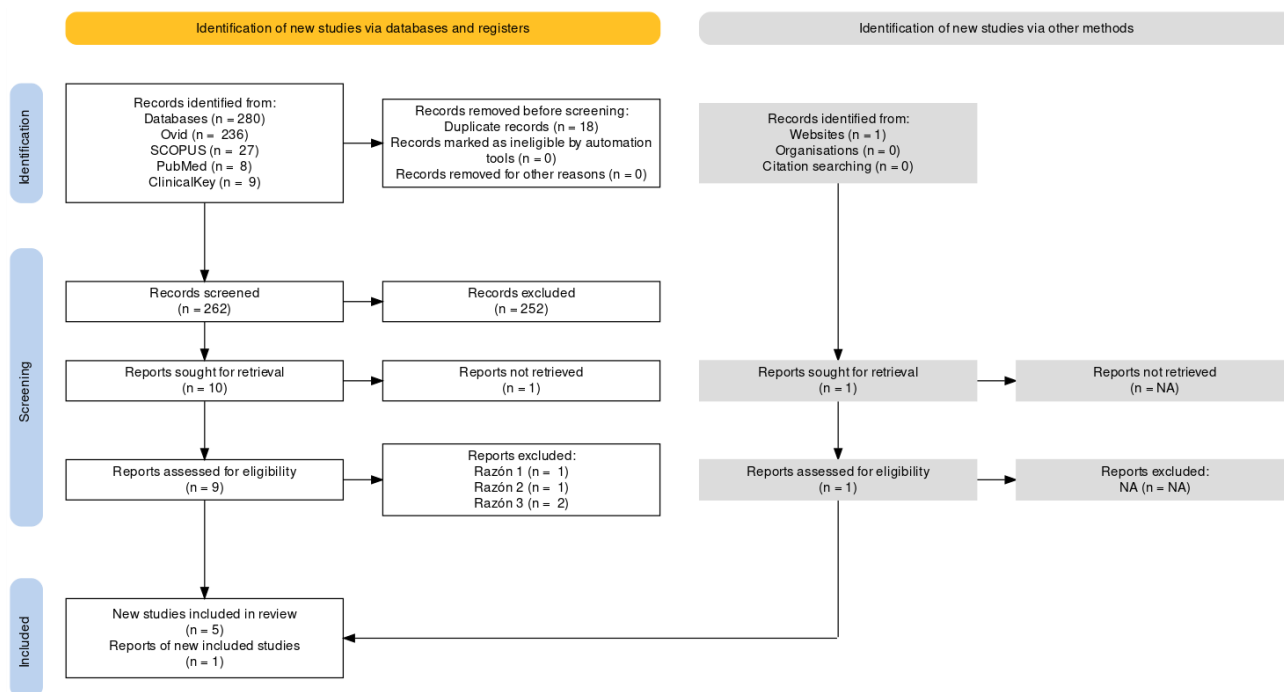 Identification of new studies via databases and registers
Identification of new studies via other methods
Identification
Records identified from:
Databases (n = 280)
Ovid (n = 236)
SCOPUS (n = 27)
PubMed (n = 8)
ClinicalKey (n = 9)
Records removed before screening:
Duplicate records (n = 18)
Records marked as ineligible by automation
tools (n = 0)
Records removed for other reasons (n = 0)
Records identified from:
Websites (n = 1)
Organisations (n = 0)
Citation searching (n = 0)
Screening
Records screened
(n = 262)
Records excluded
(n = 252)
Reports sought for retrieval
(n = 10)
Reports not retrieved
(n = 1)
Reports sought for retrieval
(n = 1)
Reports not retrieved
(n = NA)
Reports assessed for eligibility
(n = 9)
Reports excluded:
Razón 1 (n = 1)
Razón 2 (n = 1)
Razón 3 (n = 2)
Reports assessed for eligibility
(n = 1)
Reports excluded:
NA (n = NA)
Included
New studies included in review
(n = 5)
Reports of new included studies
(n = 1)